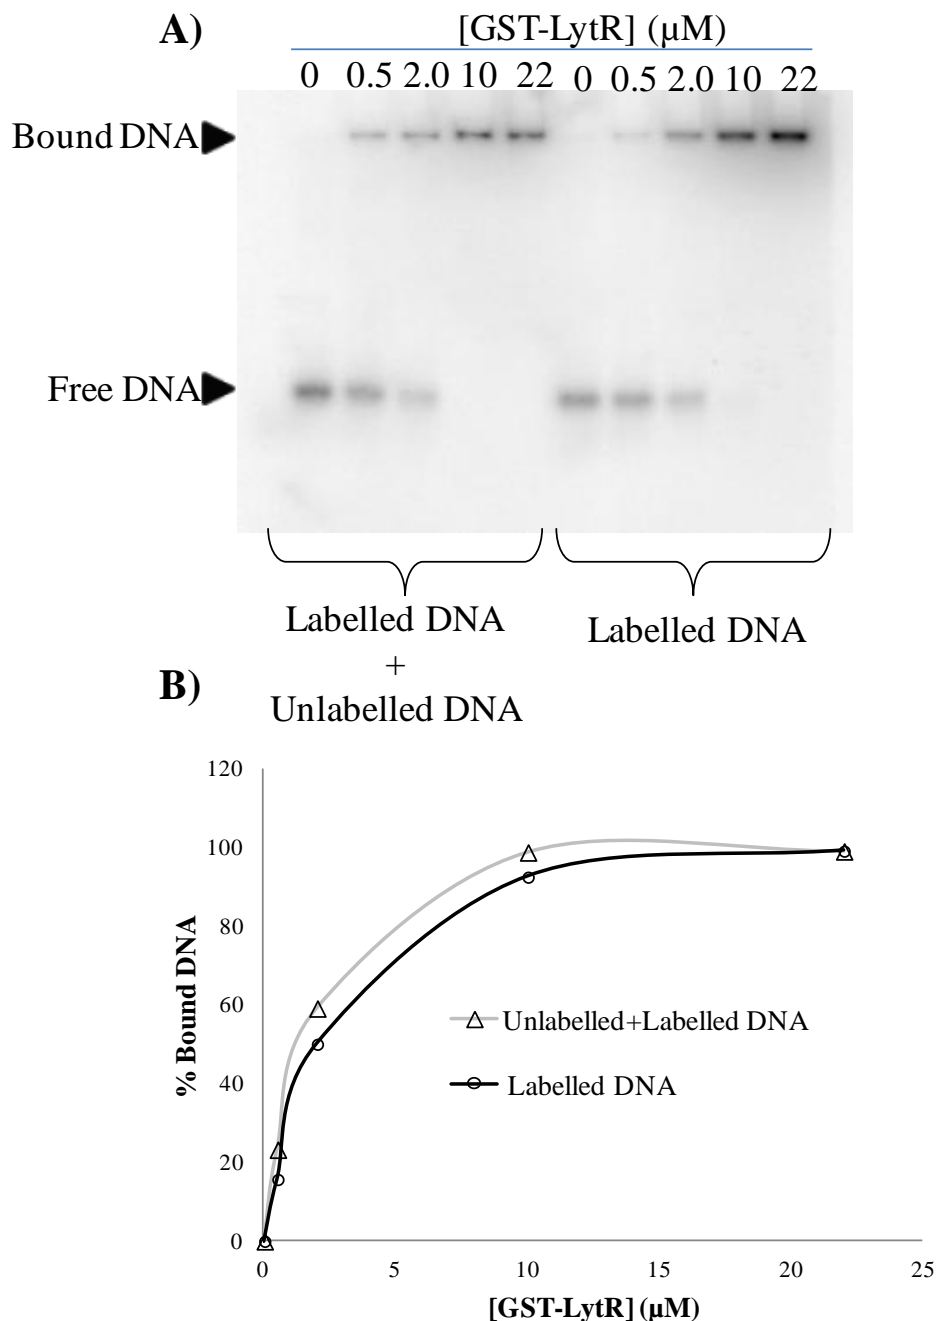 A)
[GST-LytR] (µM)
0 0.5 2.0 10 22 0 0.5 2.0 10 22
Bound DNA
Free DNA
Labelled DNA
+
Unlabelled DNA
Labelled DNA
B)
120
100
80
60
40
20
0
% Bound DNA
Unlabelled+Labelled DNA
Labelled DNA
0 5 10 15 20 25
[GST-LytR] (µM)